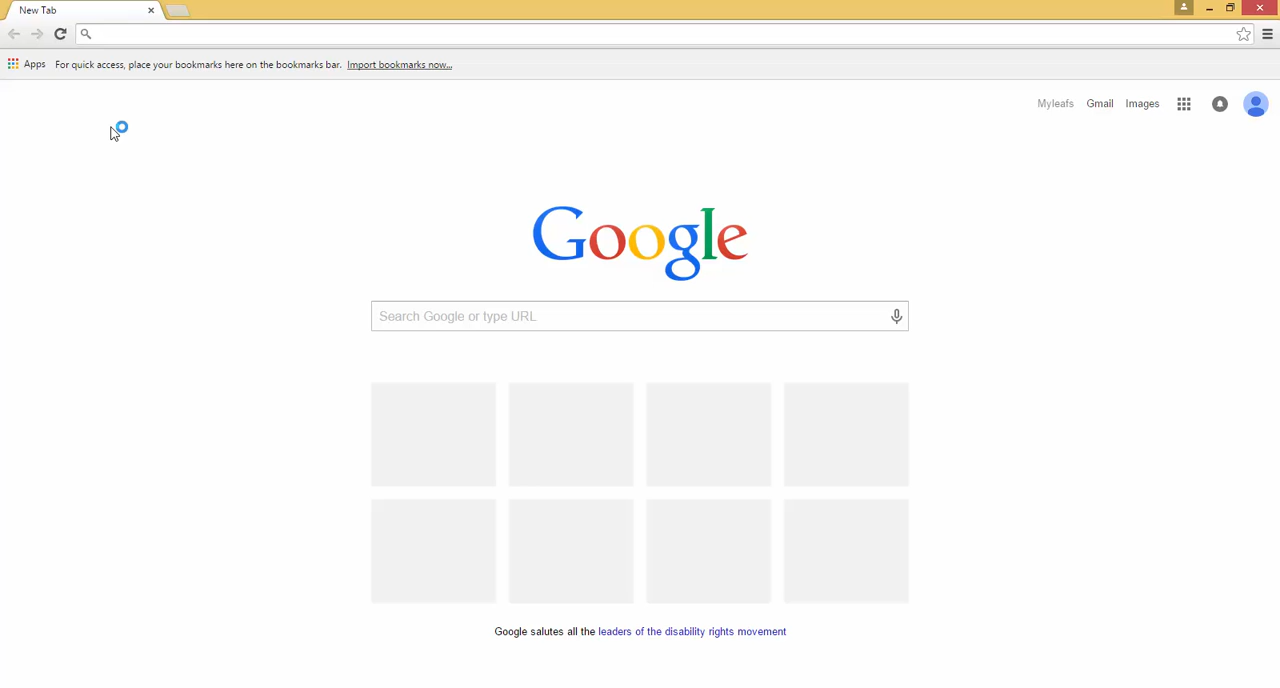 New Tab
Apps For quick access, place your bookmarks here on the bookmarks bar. Import bookmarks now...
Myleafs Gmail Images
Google
Search Google or type URL
Google salutes all the leaders of the disability rights movement